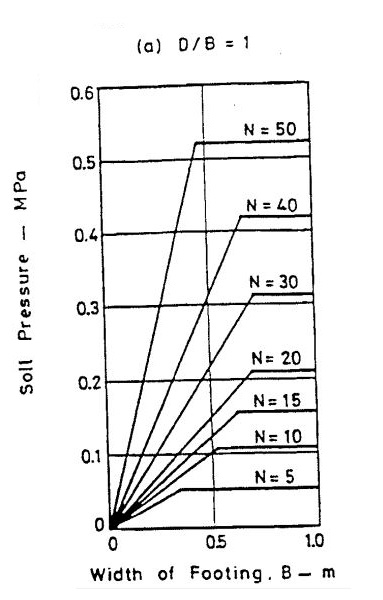 (a) D/B = 1
0.6
N = 50
0.5
N = 40
0.4
N = 30
0.3
N = 20
0.2
N = 15
N = 10
0.1
N = 5
0
0 0.5 1.0
Width of Footing, B — m
Soil Pressure — MPa